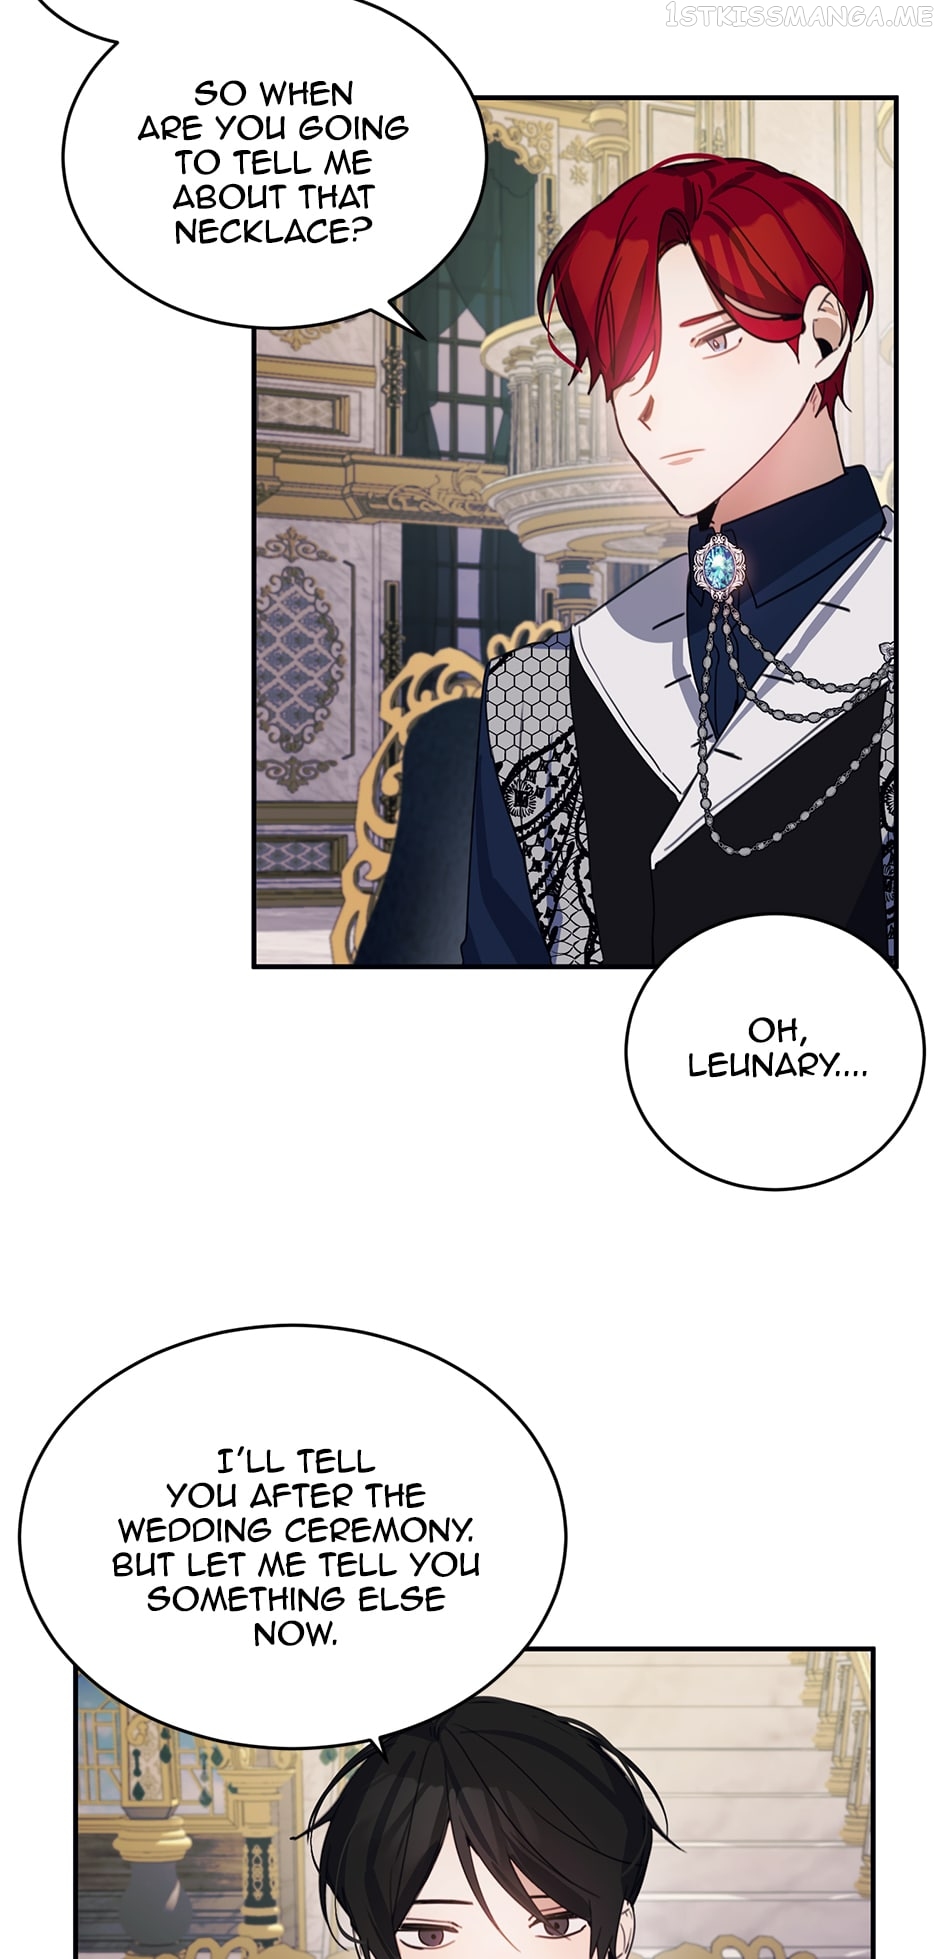 1STKISSMANGA.ME
SO WHEN
ARE YOU GOING
TO TELL ME
ABOUT THAT
NECKLACE?
OH,
LEUNARY....
I'LL TELL
YOU AFTER THE
WEDDING CEREMONY.
BUT LET ME TELL YOU
SOMETHING ELSE
NOW.